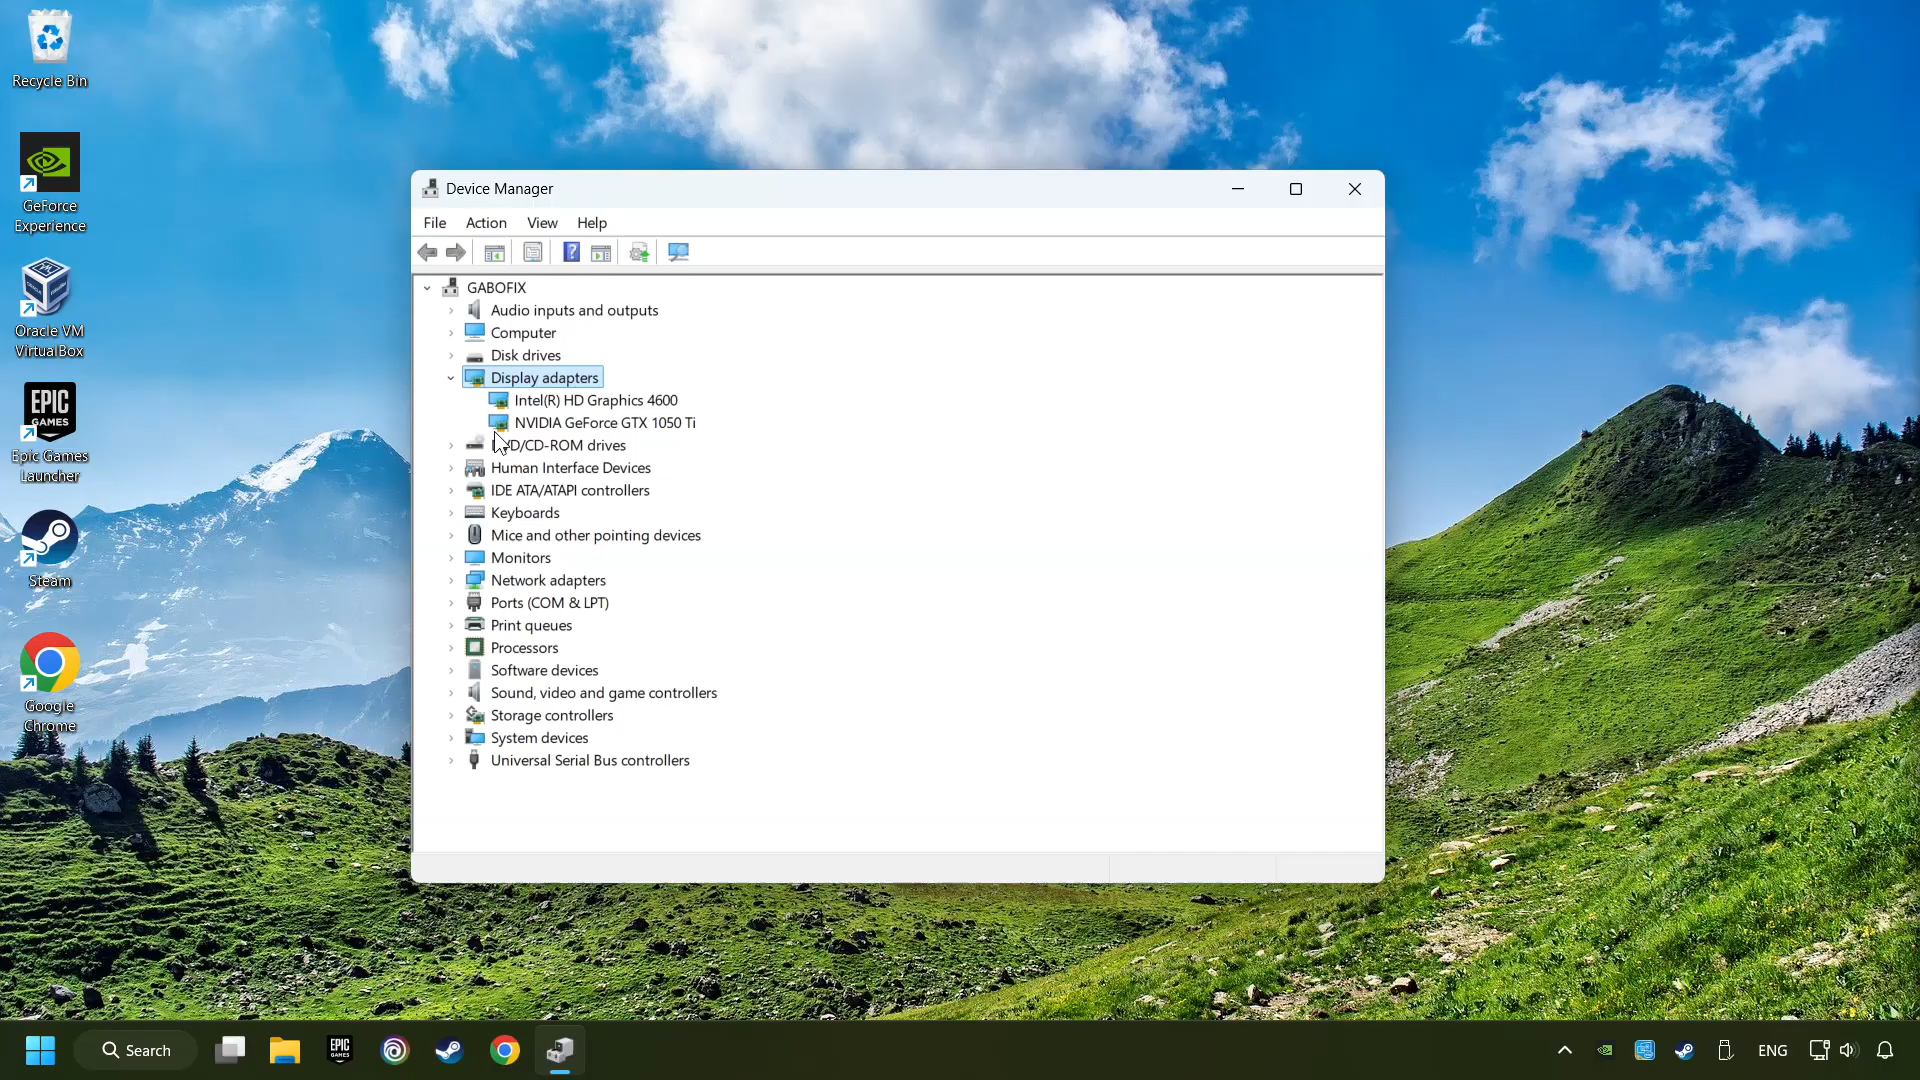 Recycle Bin
GeForce
Experience
Oracle VM
VirtualBox
EPIC
GAMES
Epic Games
Launcher
Steam
Google
Chrome
Device Manager
File Action View Help
GABOFIX
Audio inputs and outputs
Computer
Disk drives
Display adapters
Intel(R) HD Graphics 4600
NVIDIA GeForce GTX 1050 Ti
D/CD-ROM drives
Human Interface Devices
IDE ATA/ATAPI controllers
Keyboards
Mice and other pointing devices
Monitors
Network adapters
Ports (COM & LPT)
Print queues
Processors
Software devices
Sound, video and game controllers
Storage controllers
System devices
Universal Serial Bus controllers
Search
EPIC
GAMES
ENG